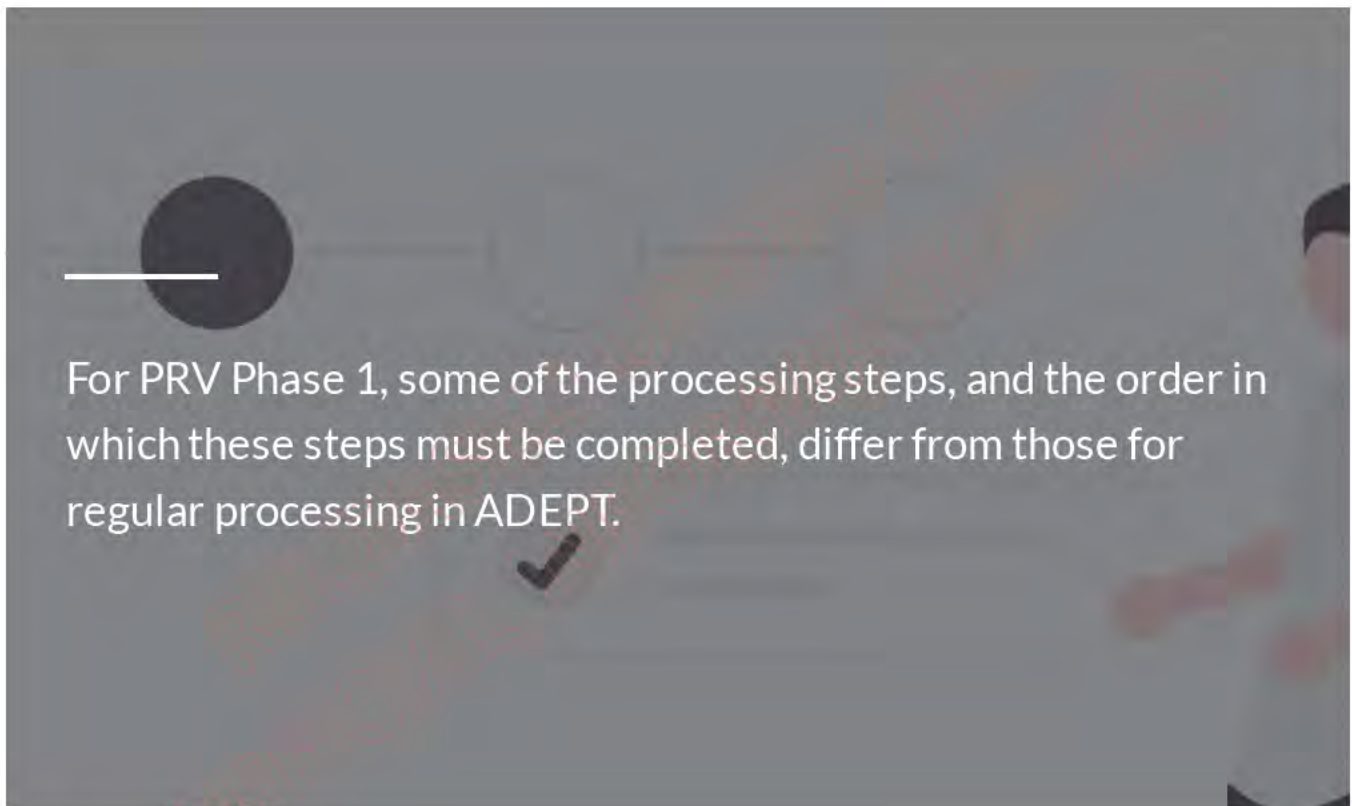 For PRV Phase 1, some of the processing steps, and the order in
which these steps must be completed, differ from those for
regular processing in ADEPT.